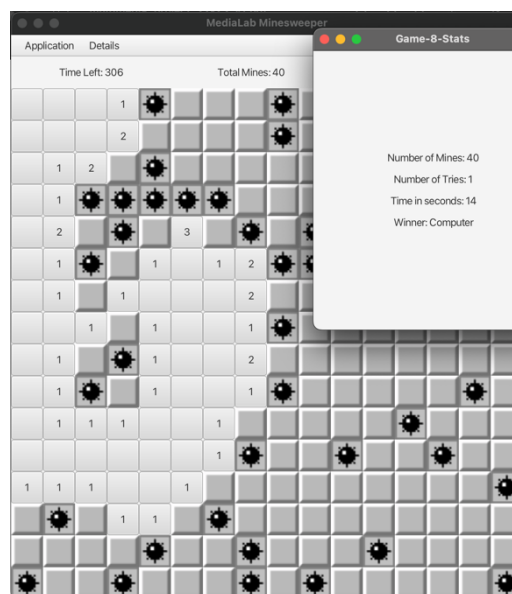 MediaLab Minesweeper
Application Details
Time Left: 306 Total Mines: 40
Game-8-Stats
Number of Mines: 40
Number of Tries: 1
Time in seconds: 14
Winner: Computer
1
2
1 2
1
2 3
1 1 1 2
1 1 2
1 1 1
1 1 2
1 1 1
1 1 1 1
1
1 1 1 1
1 1